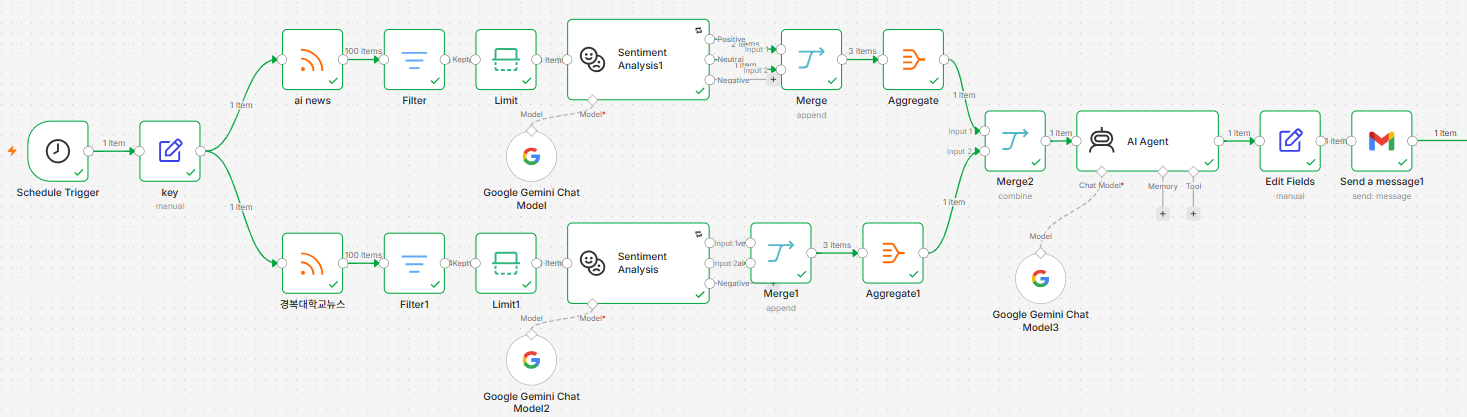 Schedule Trigger
1 item
key
manual
1 item
1 item
ai news
100 items
Filter
Kept
Limit
items
Sentiment
Analysis1
Positive
Neutral
Negative
Model
Model*
Google Gemini Chat
Model
2 items
Input 1
1 item
Input 2
Merge
append
3 items
Aggregate
1 item
경북대학교뉴스
100 items
Filter1
Kept
Limit1
items
Sentiment
Analysis
Negative
Model
Model*
Google Gemini Chat
Model2
Input 1
Input 2
Merge1
append
3 items
Aggregate1
1 item
Input 1
Input 2
Merge2
combine
1 item
AI Agent
Chat Model*
Memory
Tool
Model
Google Gemini Chat
Model3
1 item
Edit Fields
manual
item
Send a message1
send: message
1 item